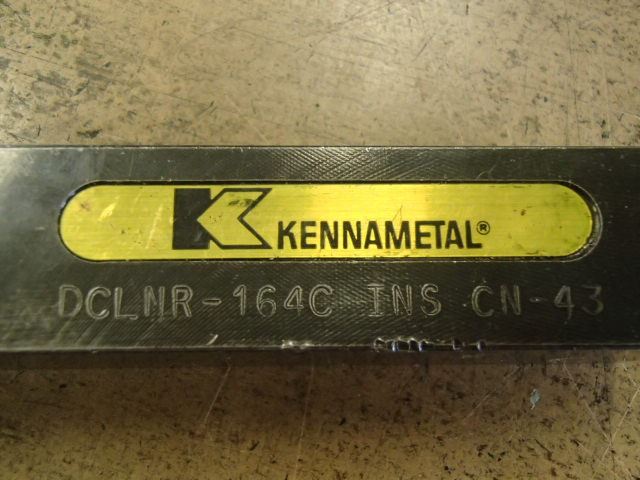 K KENNAMETAL®
DCLNR-164C INS CN-43